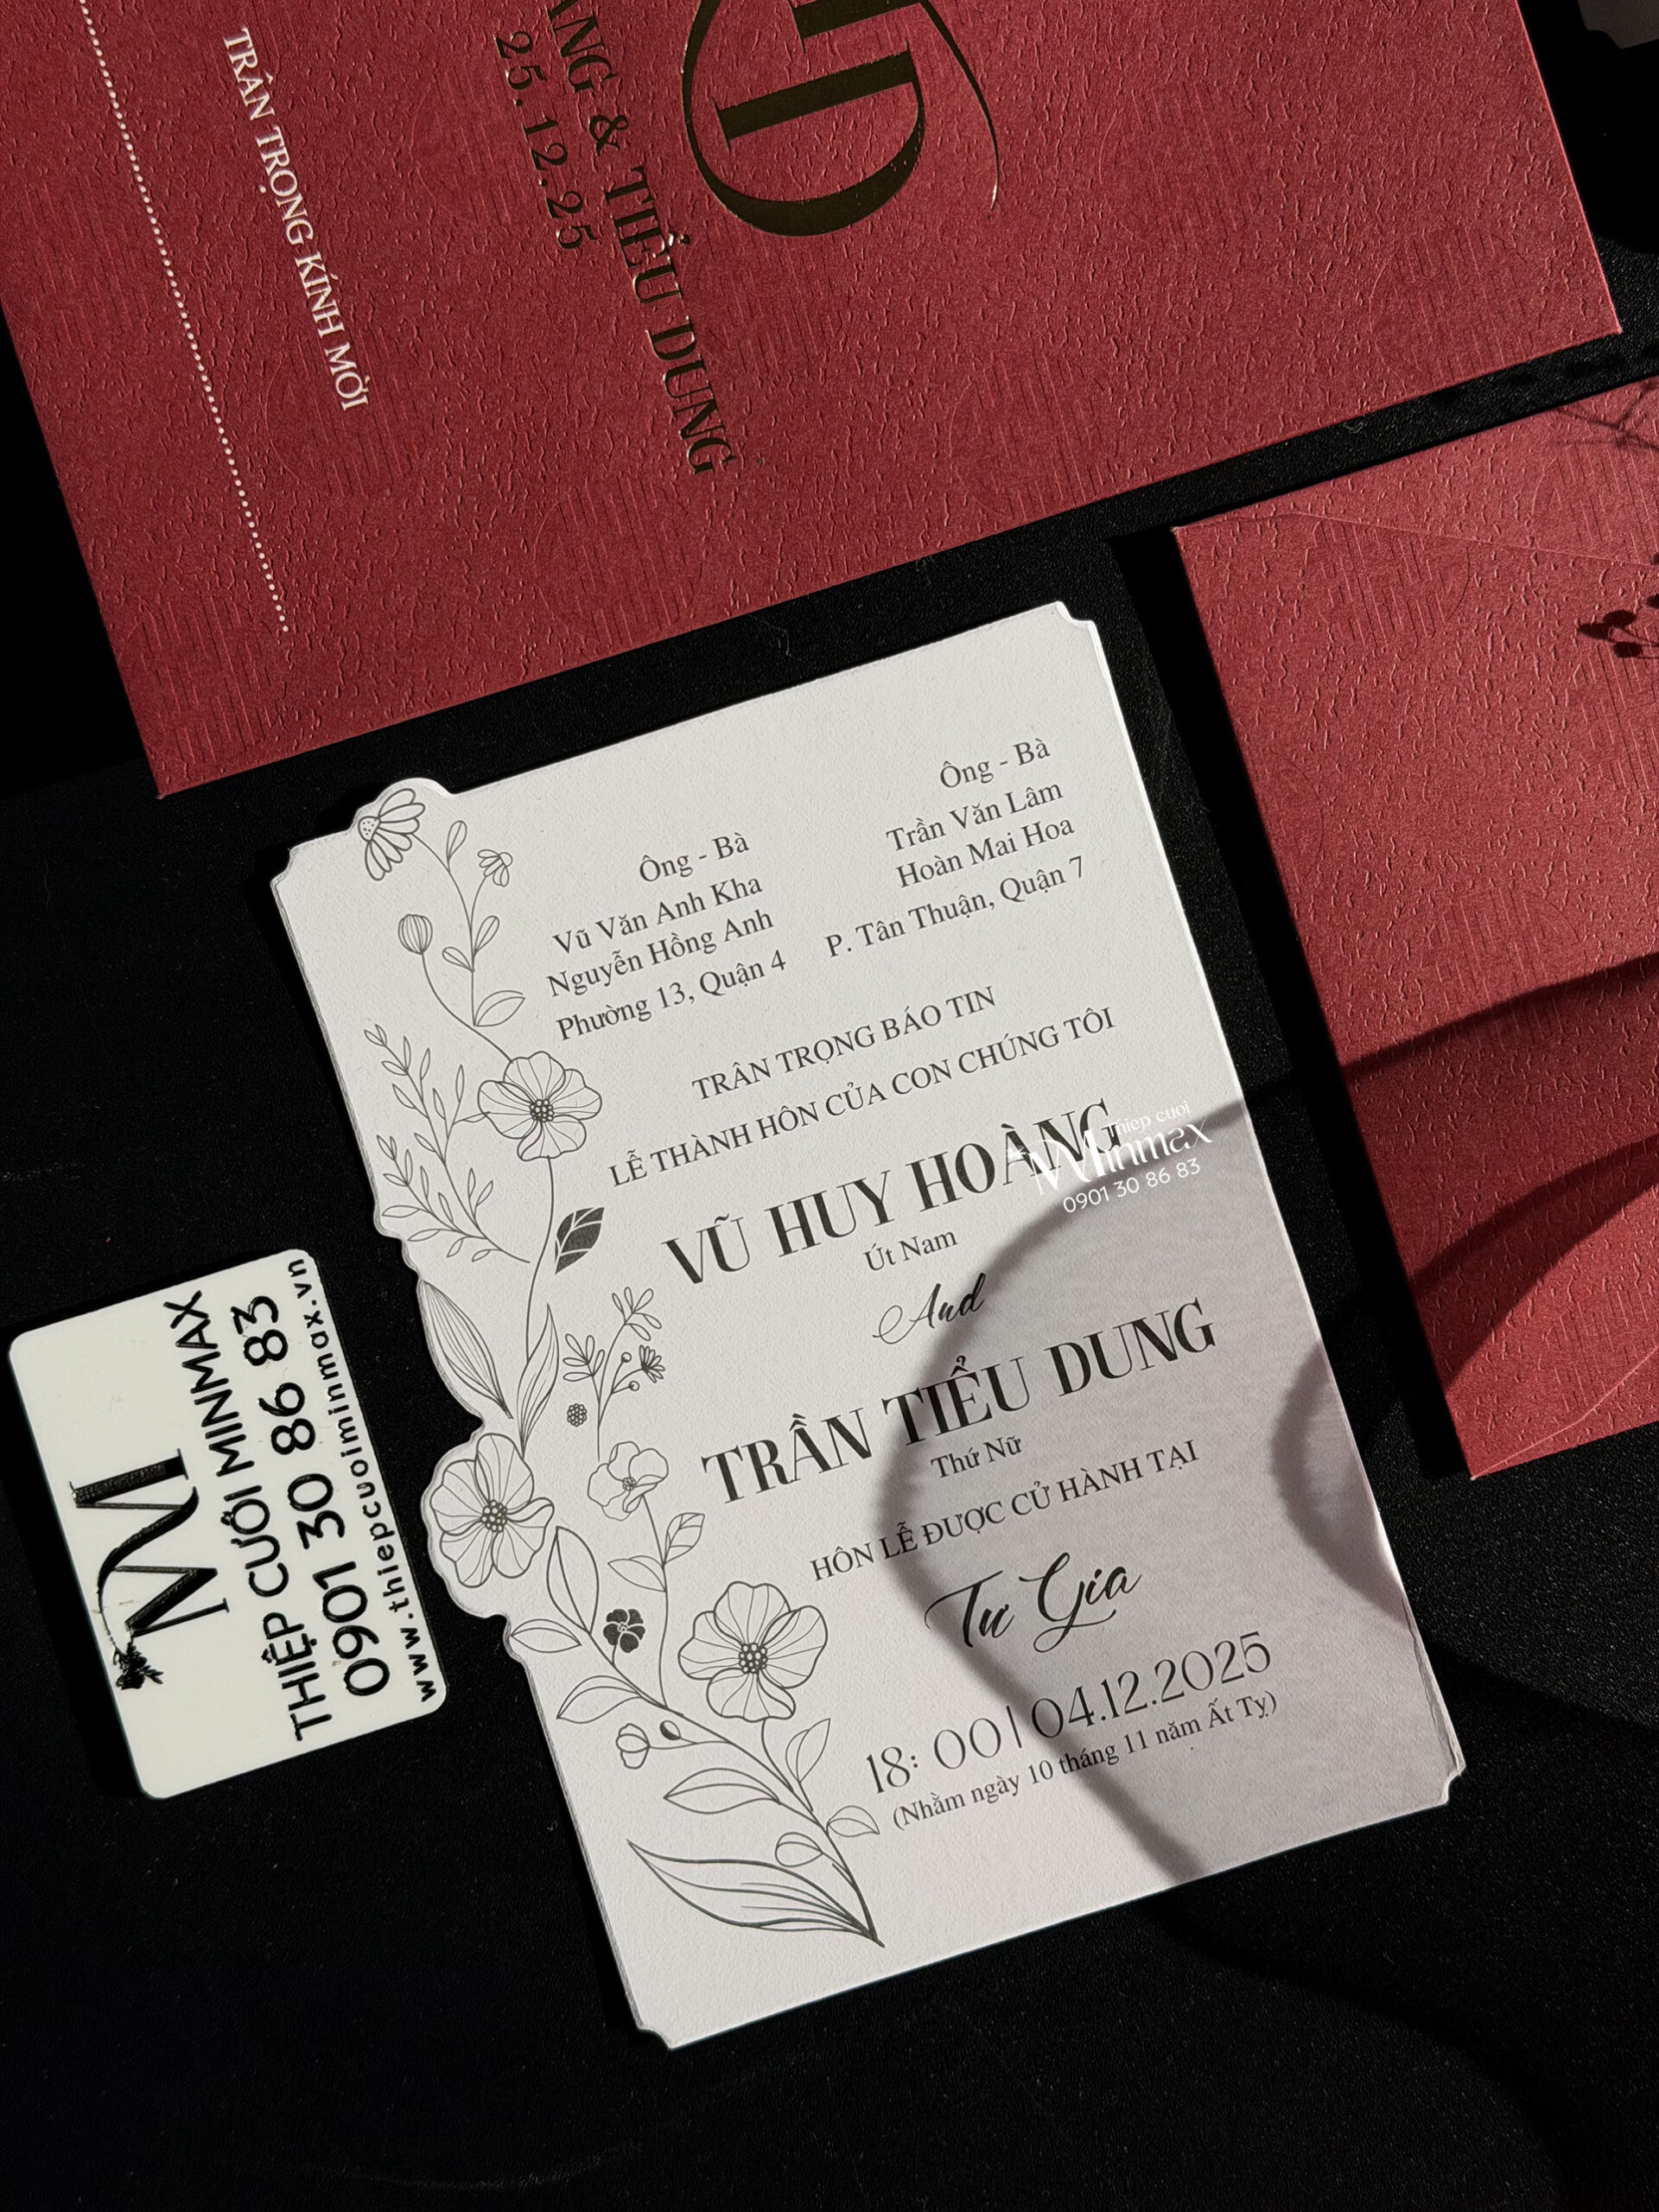 D
ANG & TIỂU DUNG
25.12.25
TRÂN TRỌNG KÍNH MỜI
Ông - Bà
Vũ Văn Anh Kha
Nguyễn Hồng Anh
Phường 13, Quận 4
Ông - Bà
Trần Văn Lâm
Hoàn Mai Hoa
P. Tân Thuận, Quận 7
TRÂN TRỌNG BÁO TIN
LỄ THÀNH HÔN CỦA CON CHÚNG TÔI
VŨ HUY HOÀNG
Út Nam
And
TRẦN TIỂU DUNG
Thứ Nữ
HÔN LỄ ĐƯỢC CỬ HÀNH TẠI
Tư Gia
18: 00 | 04.12.2025
(Nhằm ngày 10 tháng 11 năm Ất Tỵ)
Thiep cuoi
Minmax
0901 30 86 83
M
THIỆP CƯỚI MINMAX
0901 30 86 83
www.thiepcuoiminmax.vn